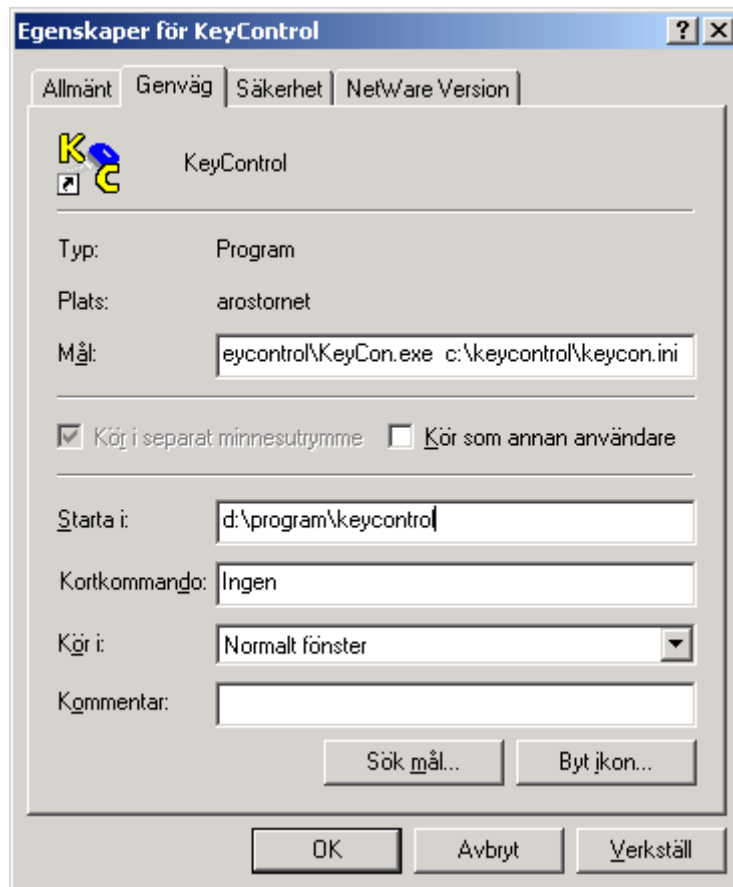 Egenskaper för KeyControl
Allmänt Genväg Säkerhet NetWare Version
K C
KeyControl
Typ: Program
Plats: arostornet
Mål: eycontrol\KeyCon.exe c:\keycontrol\keycon.ini
Kör i separat minnesutrymme Kör som annan användare
Starta i: d:\program\keycontrol
Kortkommando: Ingen
Kör i: Normalt fönster
Kommentar:
Sök mål... Byt ikon...
OK Avbryt Verkställ